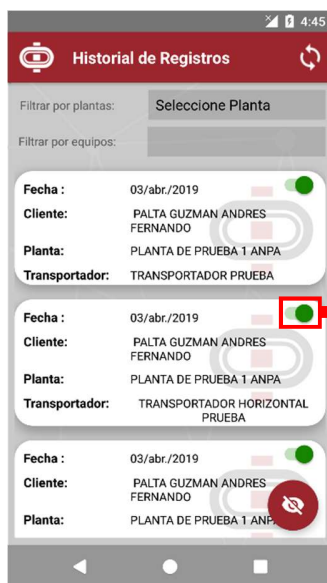 4:45
Historial de Registros
Filtrar por plantas: Seleccione Planta
Filtrar por equipos:
Fecha : 03/abr./2019
Cliente: PALTA GUZMAN ANDRES
FERNANDO
Planta: PLANTA DE PRUEBA 1 ANPA
Transportador: TRANSPORTADOR PRUEBA
Fecha : 03/abr./2019
Cliente: PALTA GUZMAN ANDRES
FERNANDO
Planta: PLANTA DE PRUEBA 1 ANPA
Transportador: TRANSPORTADOR HORIZONTAL
PRUEBA
Fecha : 03/abr./2019
Cliente: PALTA GUZMAN ANDRES
FERNANDO
Planta: PLANTA DE PRUEBA 1 ANP